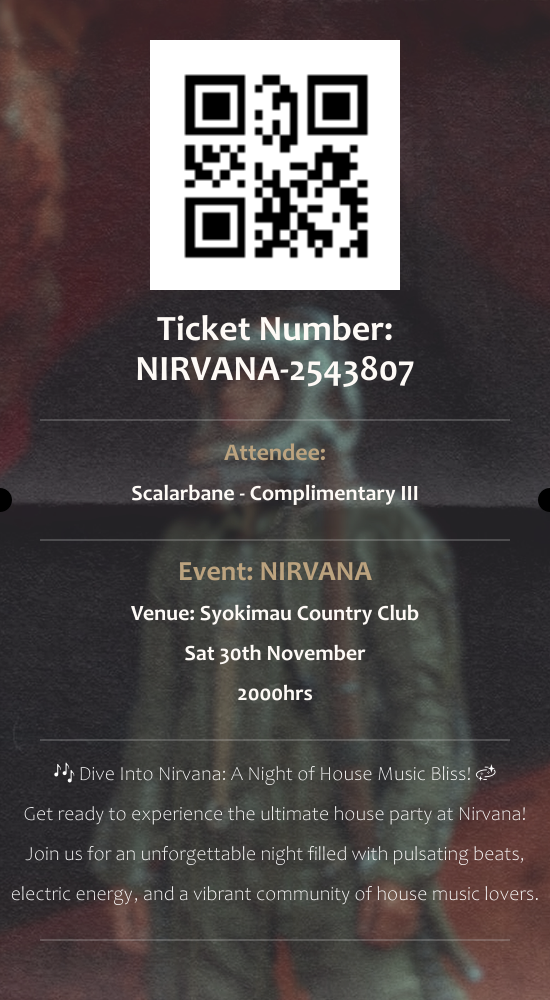 Ticket Number:
NIRVANA-2543807
Attendee:
Scalarbane - Complimentary III
Event: NIRVANA
Venue: Syokimau Country Club
Sat 30th November
2000hrs
🎶 Dive Into Nirvana: A Night of House Music Bliss! 💫
Get ready to experience the ultimate house party at Nirvana!
Join us for an unforgettable night filled with pulsating beats,
electric energy, and a vibrant community of house music lovers.